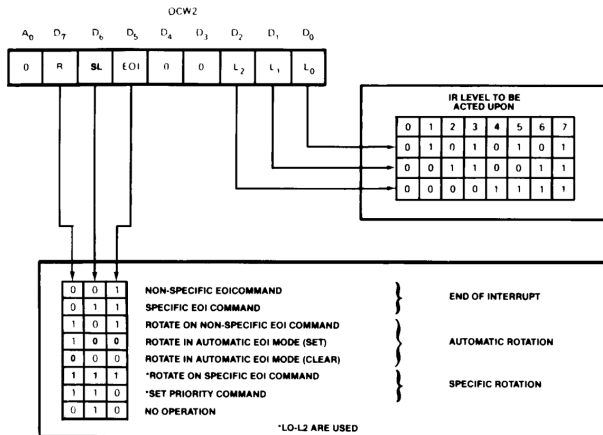 OCW2
A0 D7 D6 D5 D4 D3 D2 D1 D0
0 R SL EOI 0 0 L2 L1 L0
IR LEVEL TO BE
ACTED UPON
0 1 2 3 4 5 6 7
0 1 0 1 0 1 0 1
0 0 1 1 0 0 1 1
0 0 0 0 1 1 1 1
0 0 1 NON-SPECIFIC EOICOMMAND
0 1 1 SPECIFIC EOI COMMAND
END OF INTERRUPT
1 0 1 ROTATE ON NON-SPECIFIC EOI COMMAND
1 0 0 ROTATE IN AUTOMATIC EOI MODE (SET)
0 0 0 ROTATE IN AUTOMATIC EOI MODE (CLEAR)
AUTOMATIC ROTATION
1 1 1 *ROTATE ON SPECIFIC EOI COMMAND
1 1 0 *SET PRIORITY COMMAND
SPECIFIC ROTATION
0 1 0 NO OPERATION
*LO-L2 ARE USED